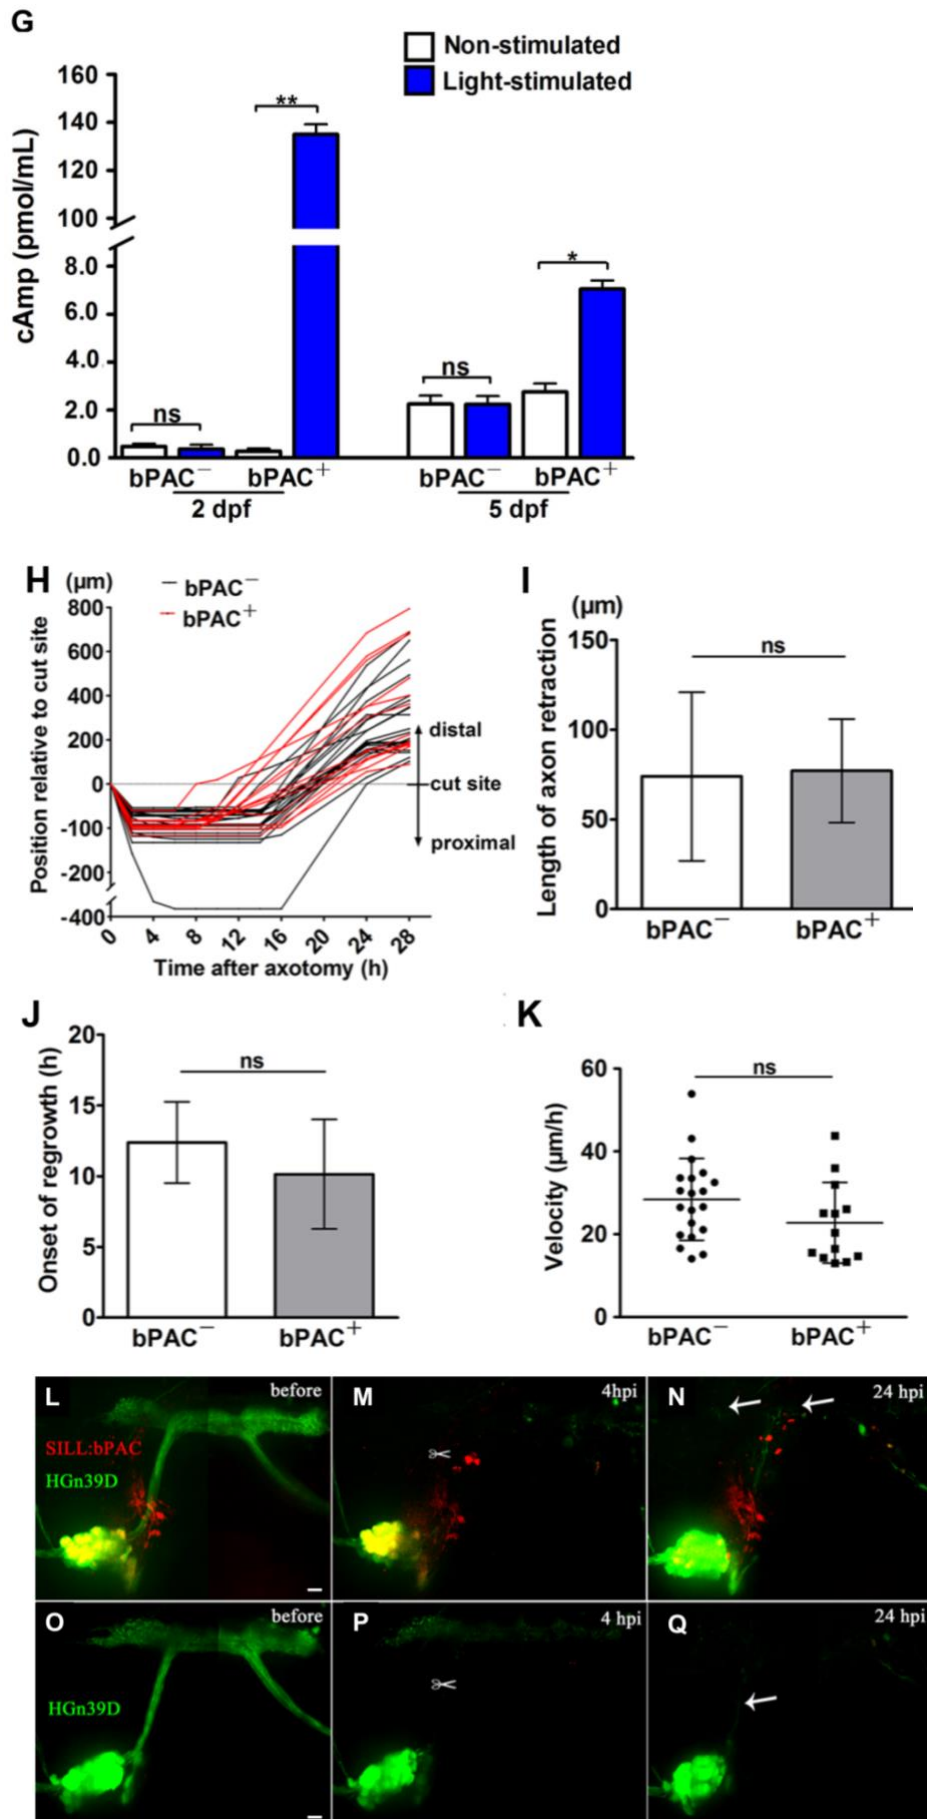 G
Non-stimulated
Light-stimulated
cAmp (pmol/mL)
160
140
120
100
8.0
6.0
4.0
2.0
0.0
**
*
ns
ns
bPAC− bPAC+ bPAC− bPAC+
2 dpf 5 dpf
H (µm)
bPAC−
bPAC+
Position relative to cut site
800
600
400
200
0
-100
-200
-400
distal
cut site
proximal
0 4 8 12 16 20 24 28
Time after axotomy (h)
I
(µm)
Length of axon retraction
150
100
50
0
ns
bPAC− bPAC+
J
Onset of regrowth (h)
20
15
10
5
0
ns
bPAC− bPAC+
K
Velocity (µm/h)
60
40
20
0
ns
bPAC− bPAC+
L before
SILL:bPAC
HGn39D
M 4hpi
N 24 hpi
O before
HGn39D
P 4 hpi
Q 24 hpi